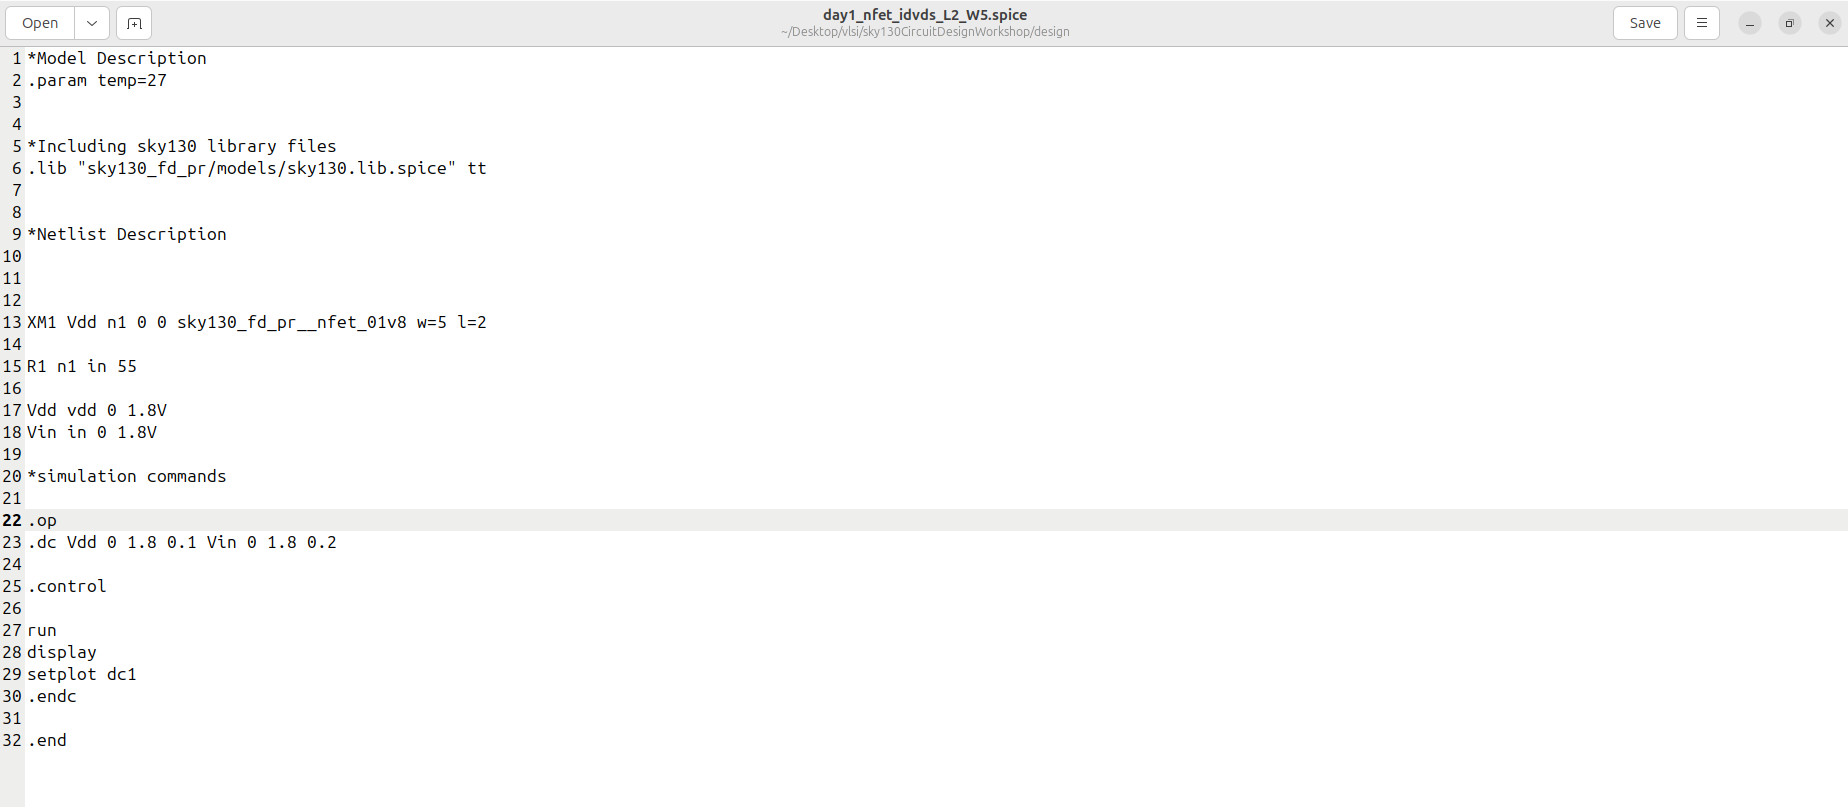 Open
day1_nfet_idvds_L2_W5.spice
~/Desktop/vlsi/sky130CircuitDesignWorkshop/design
Save
1 *Model Description
2 .param temp=27
3
4
5 *Including sky130 library files
6 .lib "sky130_fd_pr/models/sky130.lib.spice" tt
7
8
9 *Netlist Description
10
11
12
13 XM1 Vdd n1 0 0 sky130_fd_pr__nfet_01v8 w=5 l=2
14
15 R1 n1 in 55
16
17 Vdd vdd 0 1.8V
18 Vin in 0 1.8V
19
20 *simulation commands
21
22 .op
23 .dc Vdd 0 1.8 0.1 Vin 0 1.8 0.2
24
25 .control
26
27 run
28 display
29 setplot dc1
30 .endc
31
32 .end